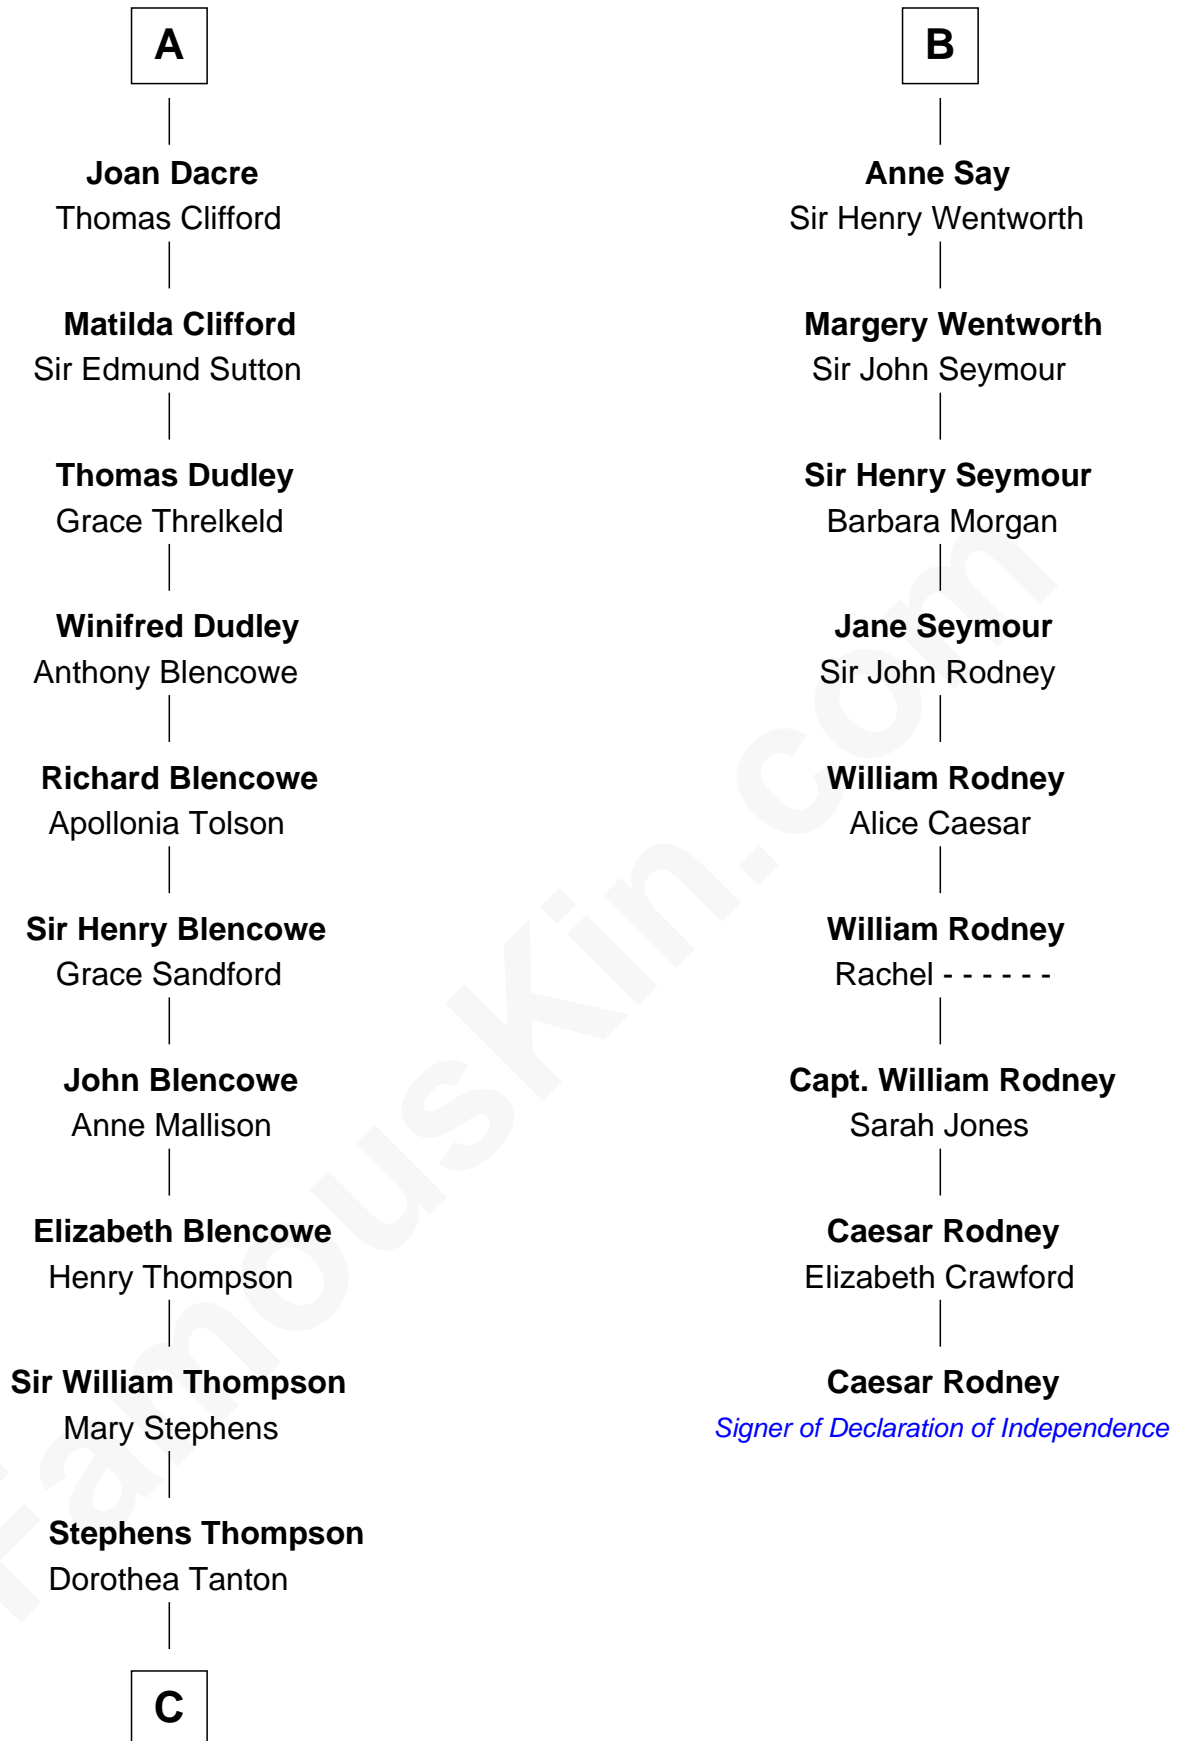 A
Joan Dacre
Thomas Clifford
Matilda Clifford
Sir Edmund Sutton
Thomas Dudley
Grace Threlkeld
Winifred Dudley
Anthony Blencowe
Richard Blencowe
Apollonia Tolson
Sir Henry Blencowe
Grace Sandford
John Blencowe
Anne Mallison
Elizabeth Blencowe
Henry Thompson
Sir William Thompson
Mary Stephens
Stephens Thompson
Dorothea Tanton
C
B
Anne Say
Sir Henry Wentworth
Margery Wentworth
Sir John Seymour
Sir Henry Seymour
Barbara Morgan
Jane Seymour
Sir John Rodney
William Rodney
Alice Caesar
William Rodney
Rachel - - - - - -
Capt. William Rodney
Sarah Jones
Caesar Rodney
Elizabeth Crawford
Caesar Rodney
Signer of Declaration of Independence
FamousKin.com